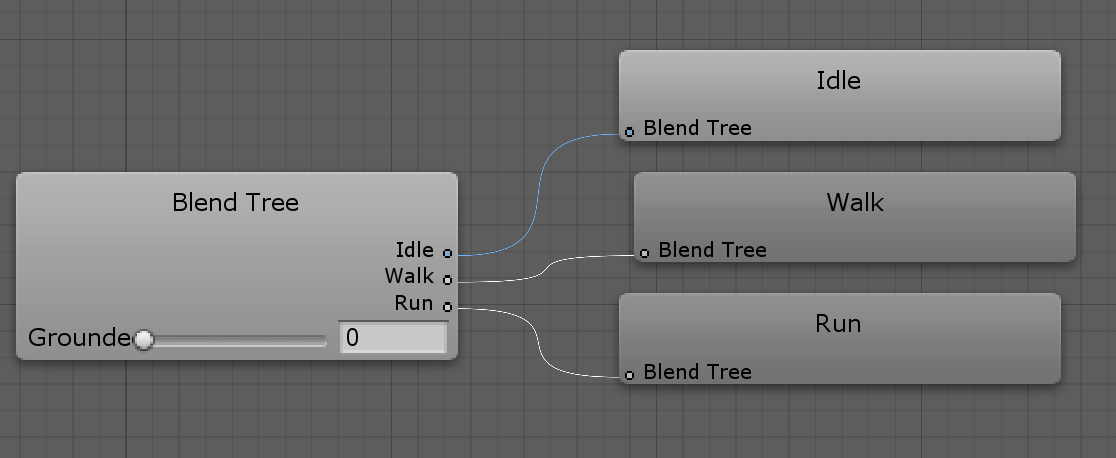 Idle
Blend Tree
Blend Tree
Idle
Walk
Run
Grounde
0
Walk
Blend Tree
Run
Blend Tree